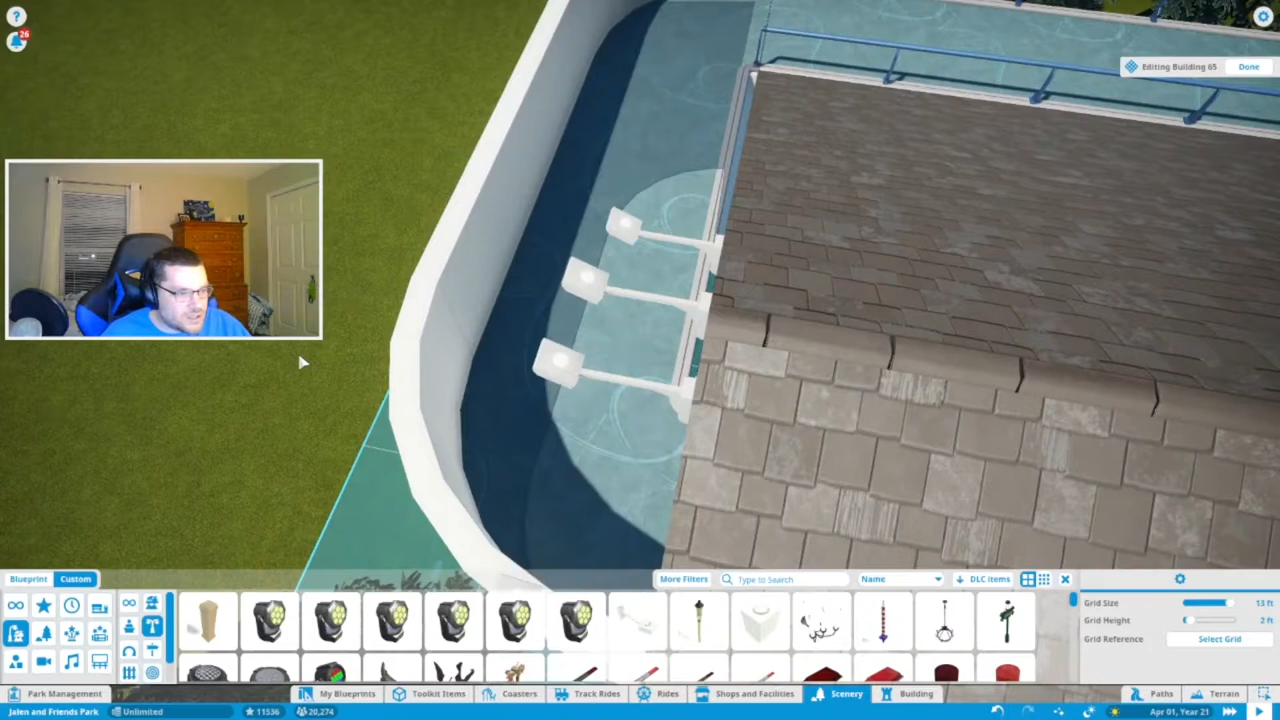 ?
26
Editing Building 65 Done
Blueprint Custom
More Filters Type to Search Name DLC Items
Grid Size 13 ft
Grid Height 2 ft
Grid Reference Select Grid
Park Management My Blueprints Toolkit Items Coasters Track Rides Rides Shops and Facilities Scenery Building Paths Terrain
Jalen and Friends Park Unlimited 11536 20,274 Apr 01, Year 21